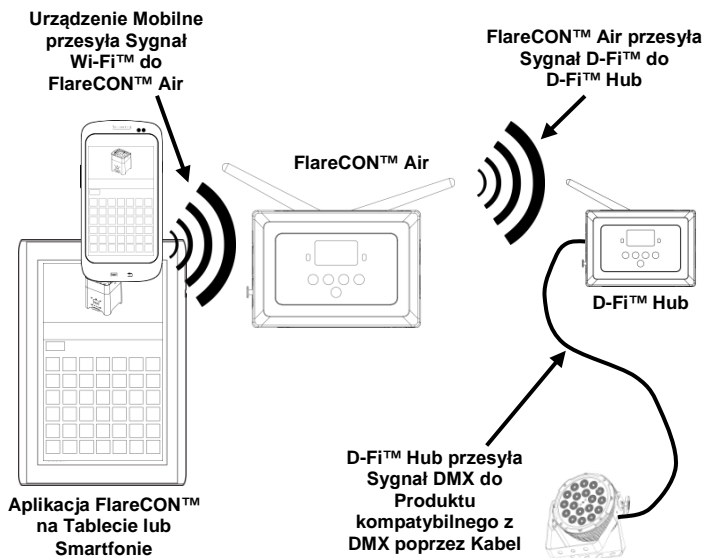 Urządzenie Mobilne
przesyła Sygnał
Wi-Fi™ do
FlareCON™ Air
FlareCON™ Air przesyła
Sygnał D-Fi™ do
D-Fi™ Hub
FlareCON™ Air
D-Fi™ Hub
D-Fi™ Hub przesyła
Sygnał DMX do
Produktu
kompatybilnego z
DMX poprzez Kabel
Aplikacja FlareCON™
na Tablecie lub
Smartfonie